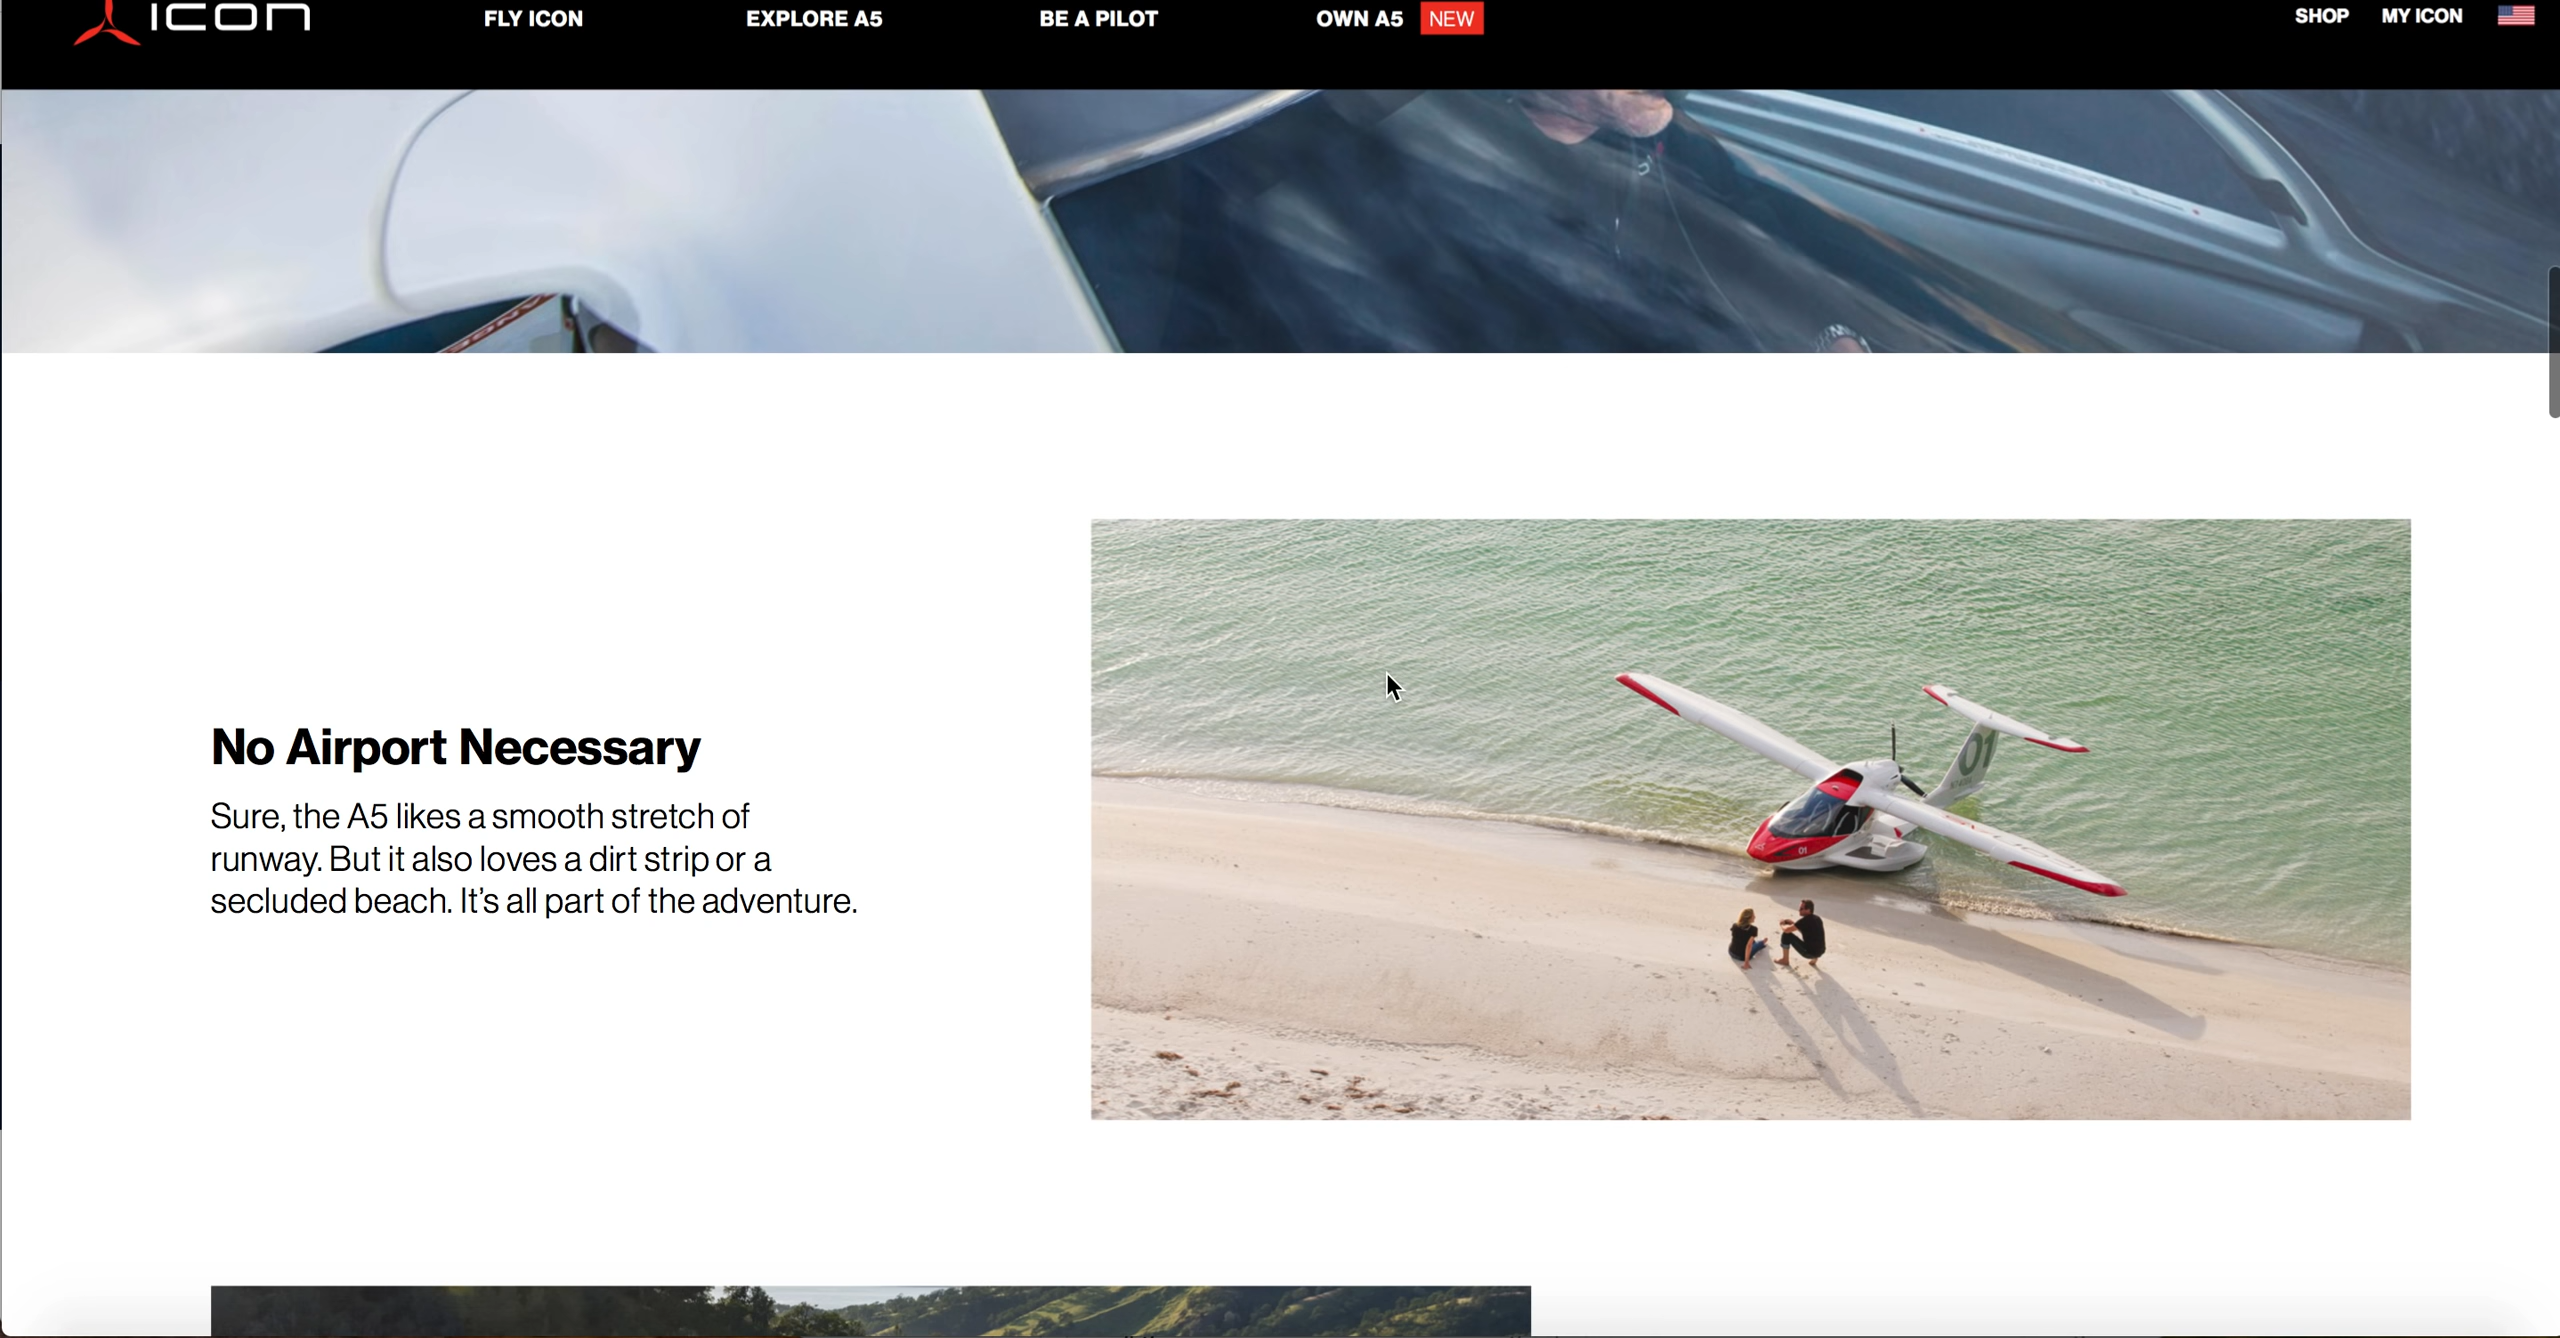 ICON
FLY ICON
EXPLORE A5
BE A PILOT
OWN A5 NEW
SHOP
MY ICON
No Airport Necessary
Sure, the A5 likes a smooth stretch of
runway. But it also loves a dirt strip or a
secluded beach. It’s all part of the adventure.
01
01